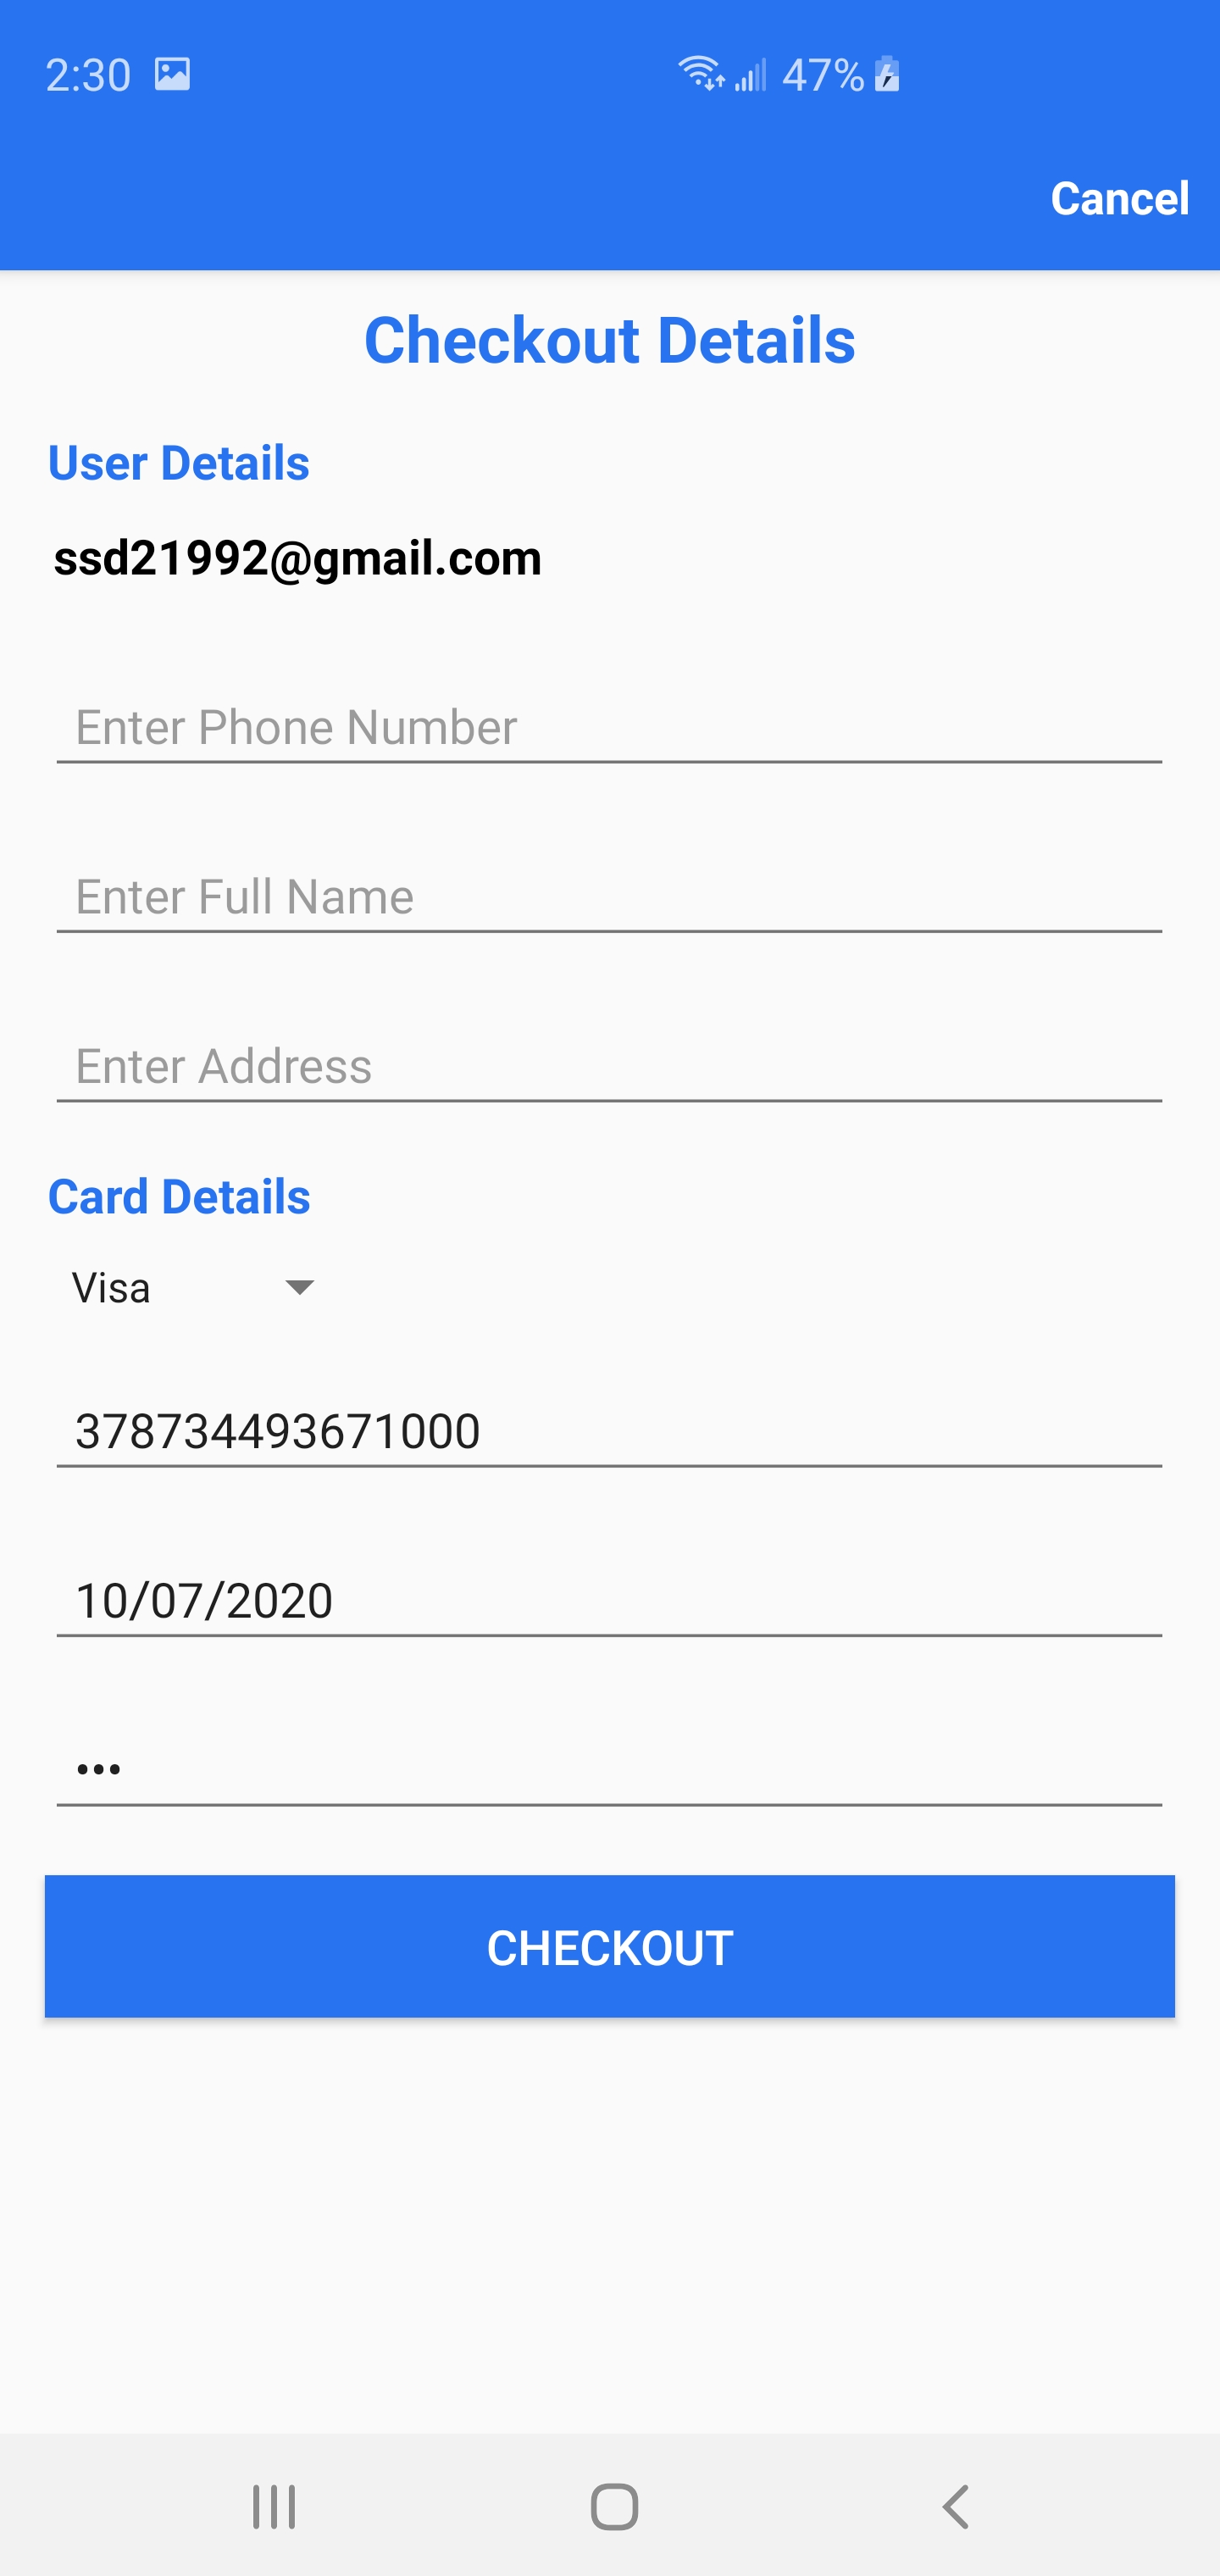 2:30 47%
Cancel
Checkout Details
User Details
ssd21992@gmail.com
Enter Phone Number
Enter Full Name
Enter Address
Card Details
Visa
378734493671000
10/07/2020
•••
CHECKOUT